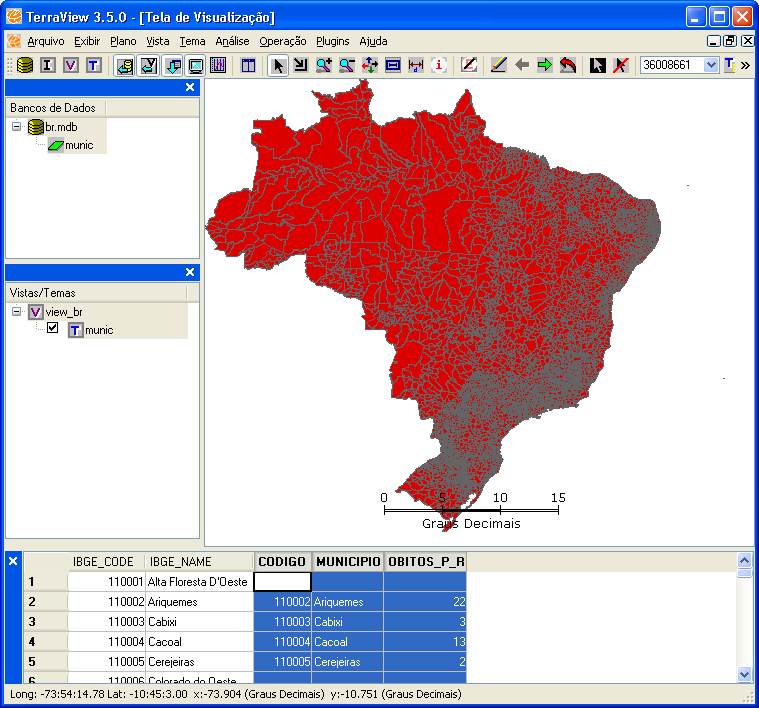 TerraView 3.5.0 - [Tela de Visualização]
Arquivo Exibir Plano Vista Tema Análise Operação Plugins Ajuda
I V T 36008661 T »
Bancos de Dados
br.mdb
munic
Vistas/Temas
V view_br
T munic
0 5 10 15
Graus Decimais
IBGE_CODE IBGE_NAME CODIGO MUNICIPIO OBITOS_P_R
1 110001 Alta Floresta D'Oeste
2 110002 Ariquemes 110002 Ariquemes 22
3 110003 Cabixi 110003 Cabixi 3
4 110004 Cacoal 110004 Cacoal 13
5 110005 Cerejeiras 110005 Cerejeiras 2
110006 Colorado do Oeste
Long: -73:54:14.78 Lat: -10:45:3.00 x:-73.904 (Graus Decimais) y:-10.751 (Graus Decimais)